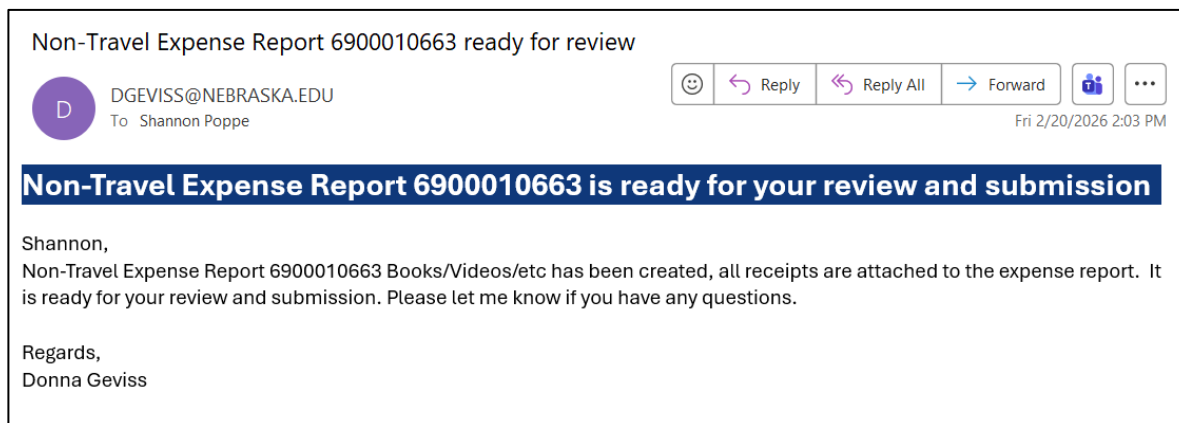 Non-Travel Expense Report 6900010663 ready for review
D
DGEVISS@NEBRASKA.EDU
To Shannon Poppe
Reply
Reply All
Forward
Fri 2/20/2026 2:03 PM
Non-Travel Expense Report 6900010663 is ready for your review and submission
Shannon,
Non-Travel Expense Report 6900010663 Books/Videos/etc has been created, all receipts are attached to the expense report. It
is ready for your review and submission. Please let me know if you have any questions.
Regards,
Donna Geviss